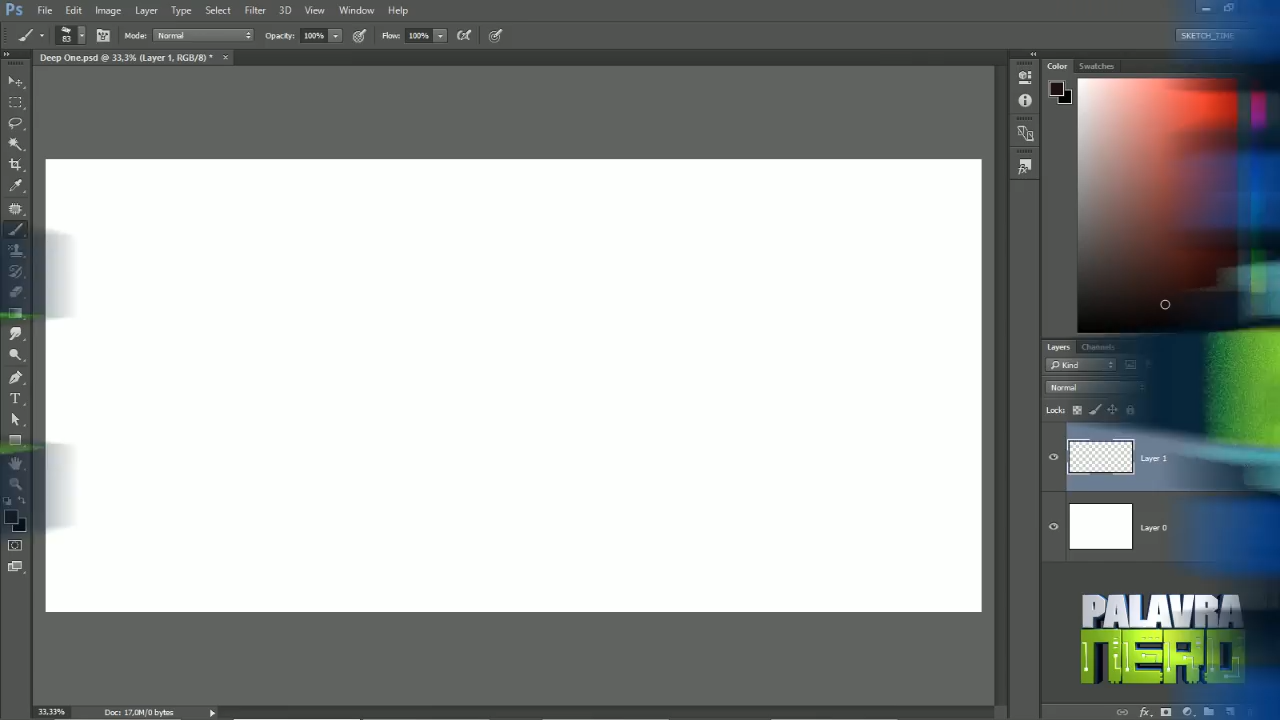 Ps File Edit Image Layer Type Select Filter 3D View Window Help
83 Mode: Normal Opacity: 100% Flow: 100% SKETCH_TIME
Deep One.psd @ 33,3% (Layer 1, RGB/8) *
Color Swatches
Layers Channels
Kind
Normal
Lock:
Layer 1
Layer 0
PALAVRA
NERD
33,33% Doc: 17,0M/0 bytes